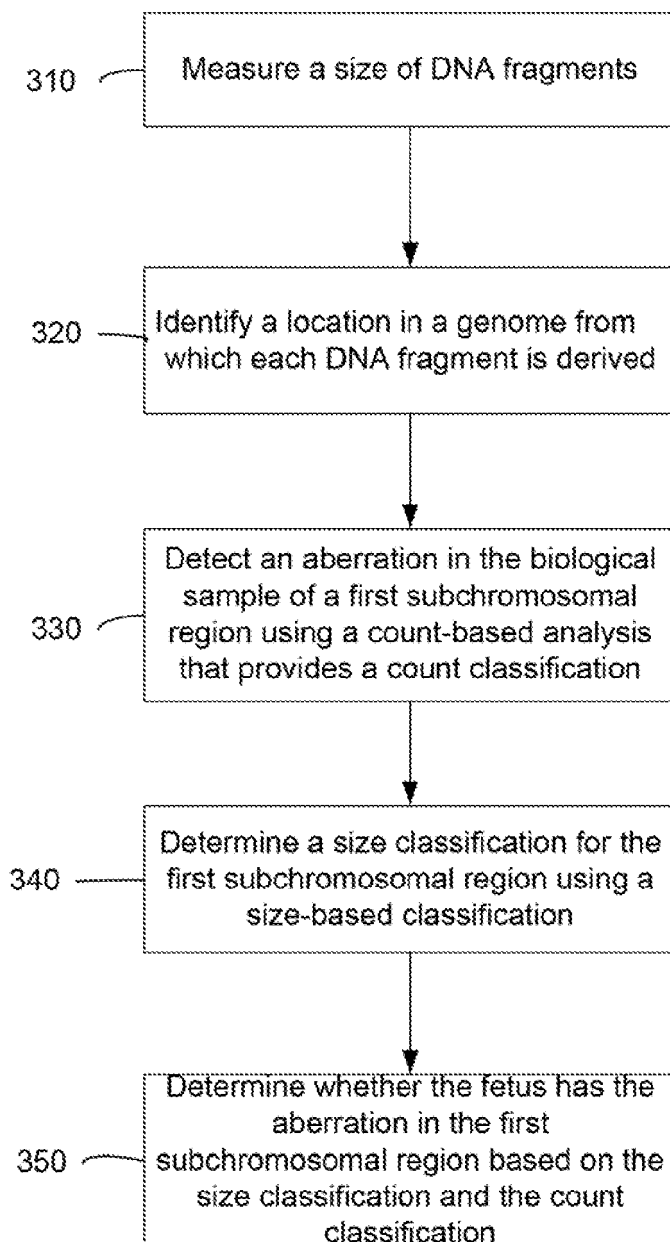 310
Measure a size of DNA fragments
320
Identify a location in a genome from
which each DNA fragment is derived
330
Detect an aberration in the biological
sample of a first subchromosomal
region using a count-based analysis
that provides a count classification
340
Determine a size classification for the
first subchromosomal region using a
size-based classification
350
Determine whether the fetus has the
aberration in the first
subchromosomal region based on the
size classification and the count
classification